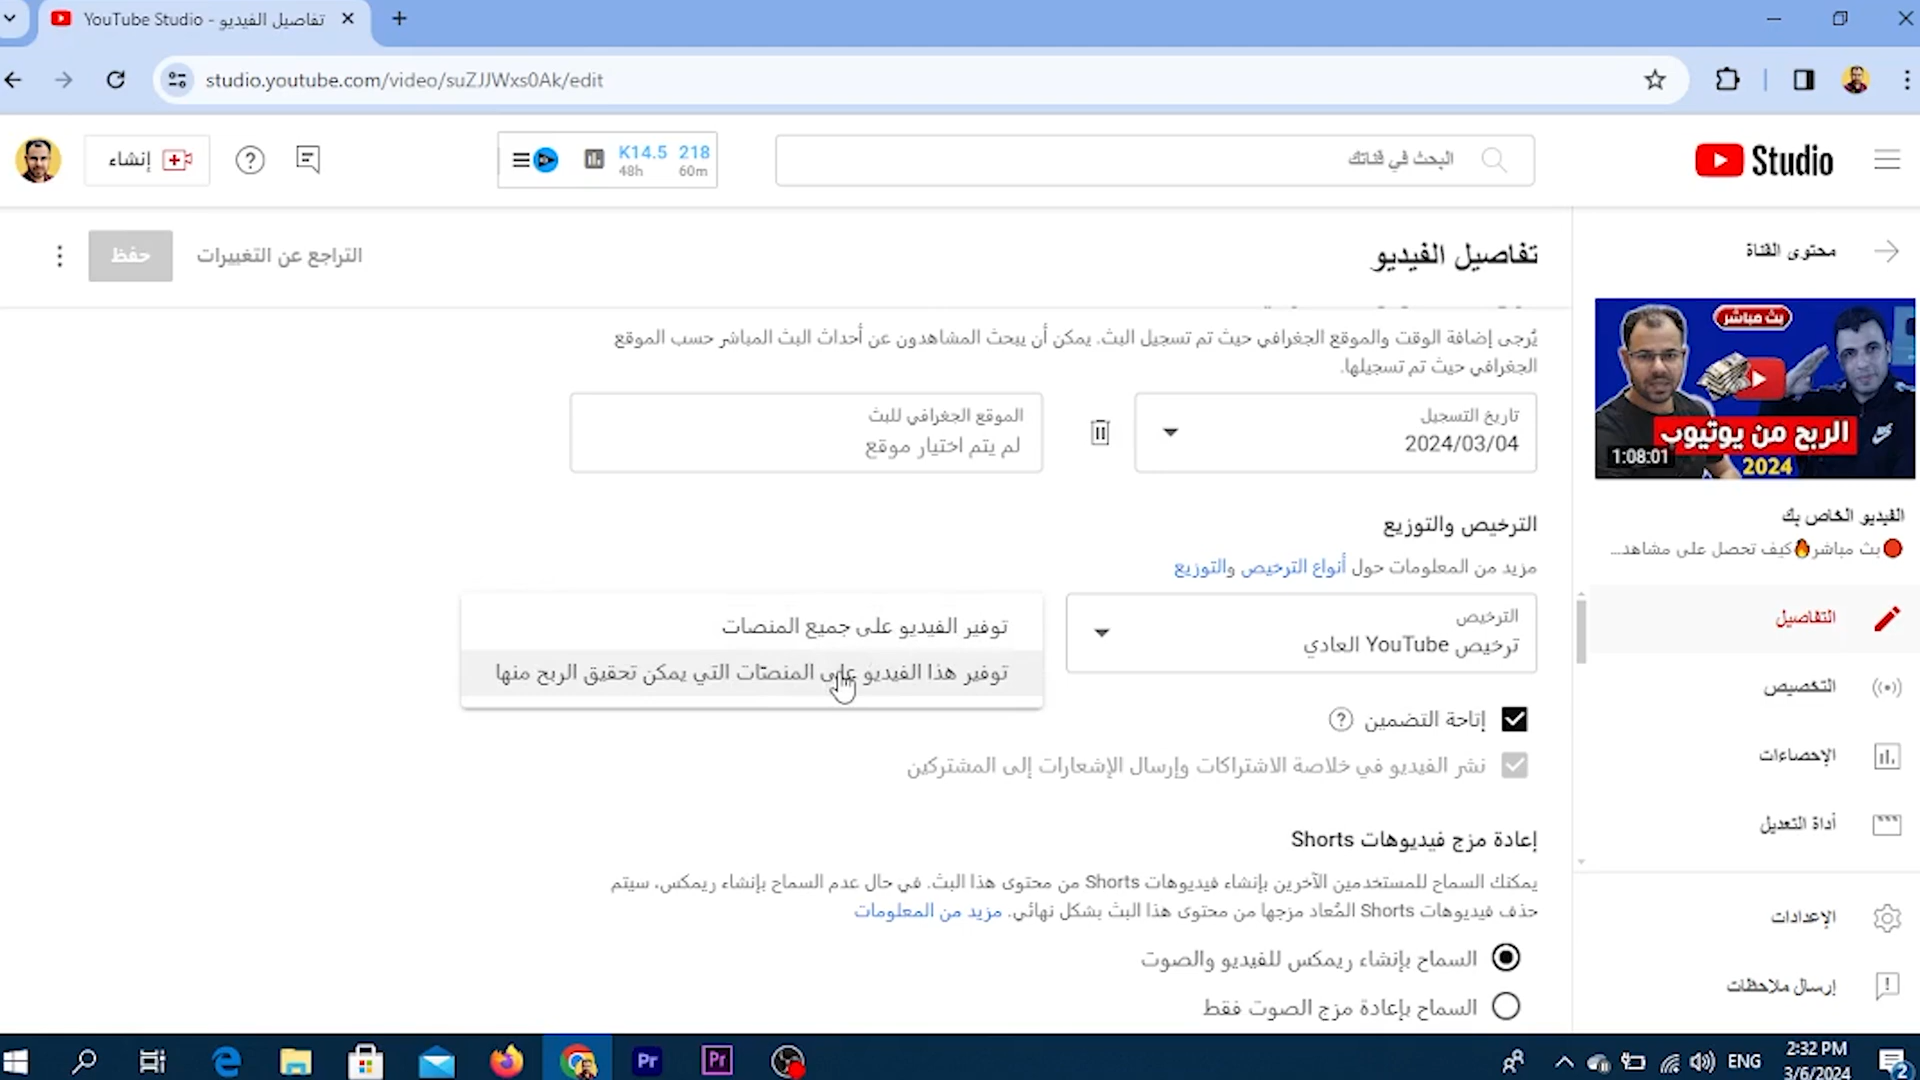 YouTube Studio - تفاصيل الفيديو
studio.youtube.com/video/suZJJWxs0Ak/edit
Studio
البحث في قناتك
K14.5 218
48h 60m
إنشاء
محتوى القناة
تفاصيل الفيديو
التراجع عن التغييرات
حفظ
يُرجى إضافة الوقت والموقع الجغرافي حيث تم تسجيل البث. يمكن أن يبحث المشاهدون عن أحداث البث المباشر حسب الموقع
الجغرافي حيث تم تسجيلها.
تاريخ التسجيل
2024/03/04
الموقع الجغرافي للبث
لم يتم اختيار موقع
الترخيص والتوزيع
مزيد من المعلومات حول أنواع الترخيص والتوزيع
الترخيص
ترخيص YouTube العادي
توفير الفيديو على جميع المنصات
توفير هذا الفيديو على المنصّات التي يمكن تحقيق الربح منها
إتاحة التضمين
نشر الفيديو في خلاصة الاشتراكات وإرسال الإشعارات إلى المشتركين
إعادة مزج فيديوهات Shorts
يمكنك السماح للمستخدمين الآخرين بإنشاء فيديوهات Shorts من محتوى هذا البث. في حال عدم السماح بإنشاء ريمكس، سيتم
حذف فيديوهات Shorts المُعاد مزجها من محتوى هذا البث بشكل نهائي. مزيد من المعلومات
السماح بإنشاء ريمكس للفيديو والصوت
السماح بإعادة مزج الصوت فقط
بث مباشر
الربح من يوتيوب
2024
1:08:01
الفيديو الخاص بك
بث مباشر🔥كيف تحصل على مشاهد...
التفاصيل
التخصيص
الإحصاءات
أداة التعديل
الإعدادات
إرسال ملاحظات
Pr
Pr
ENG
2:32 PM
3/6/2024
2